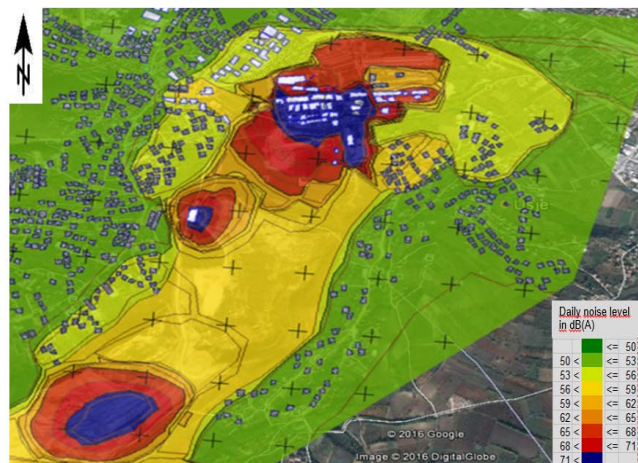 N
Usje
Daily noise level
in dB(A)
<= 50
50 < <= 53
53 < <= 56
56 < <= 59
59 < <= 62
62 < <= 65
65 < <= 68
68 < <= 71
71 <
© 2016 Google
Image © 2016 DigitalGlobe